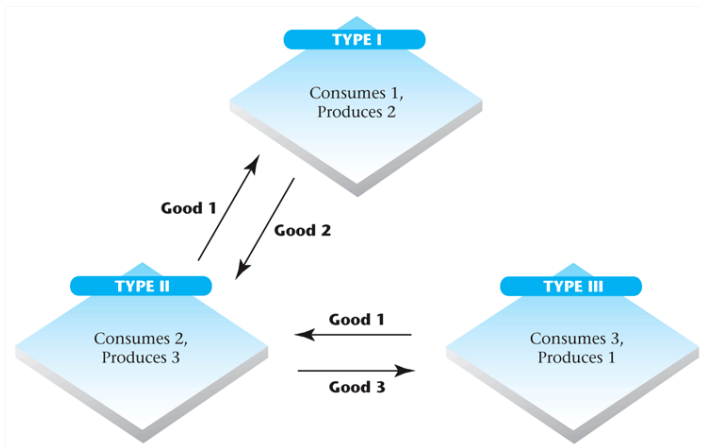 TYPE I
Consumes 1,
Produces 2
Good 1
Good 2
TYPE II
Consumes 2,
Produces 3
Good 1
Good 3
TYPE III
Consumes 3,
Produces 1